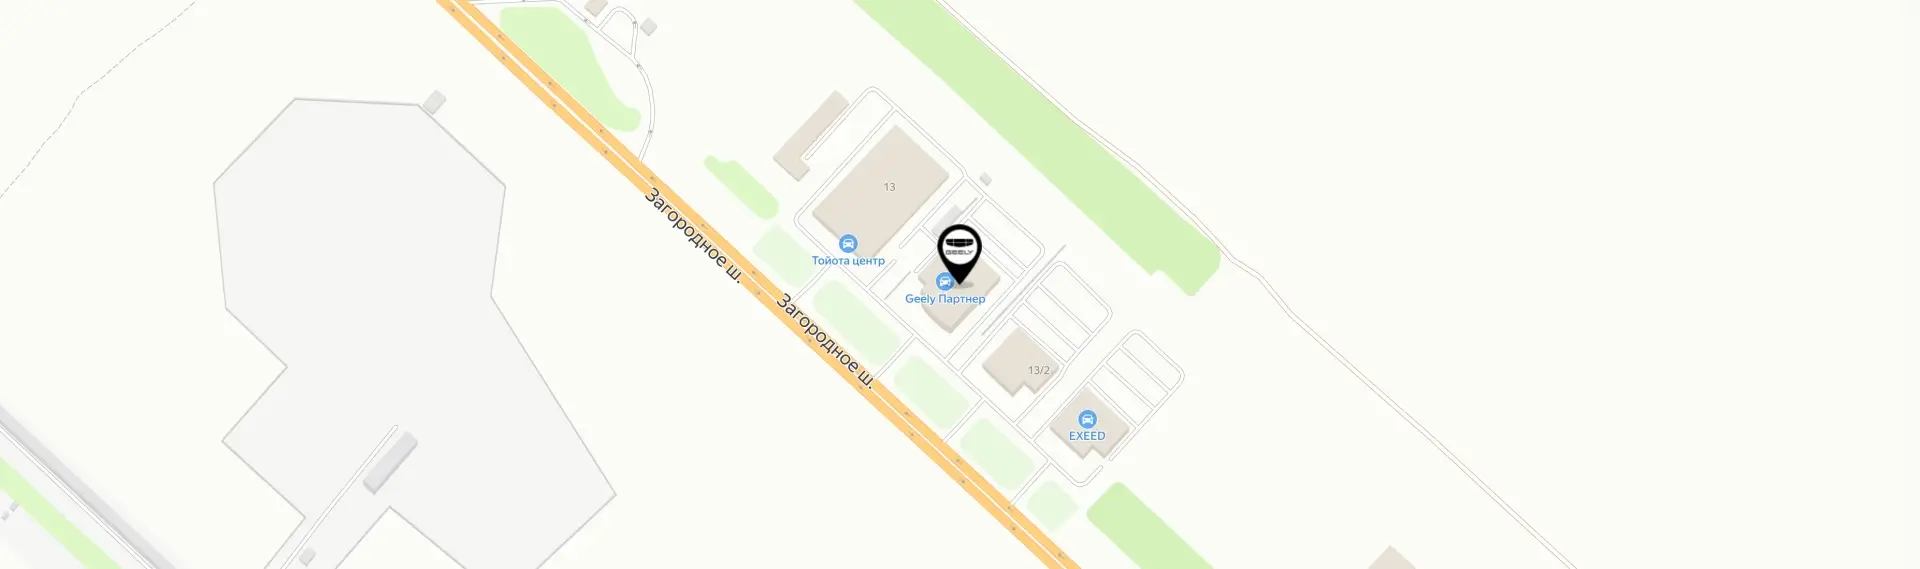 13
Загородное ш.
Тойота центр
GEELY
Geely Партнер
Загородное ш.
13/2
EXEED